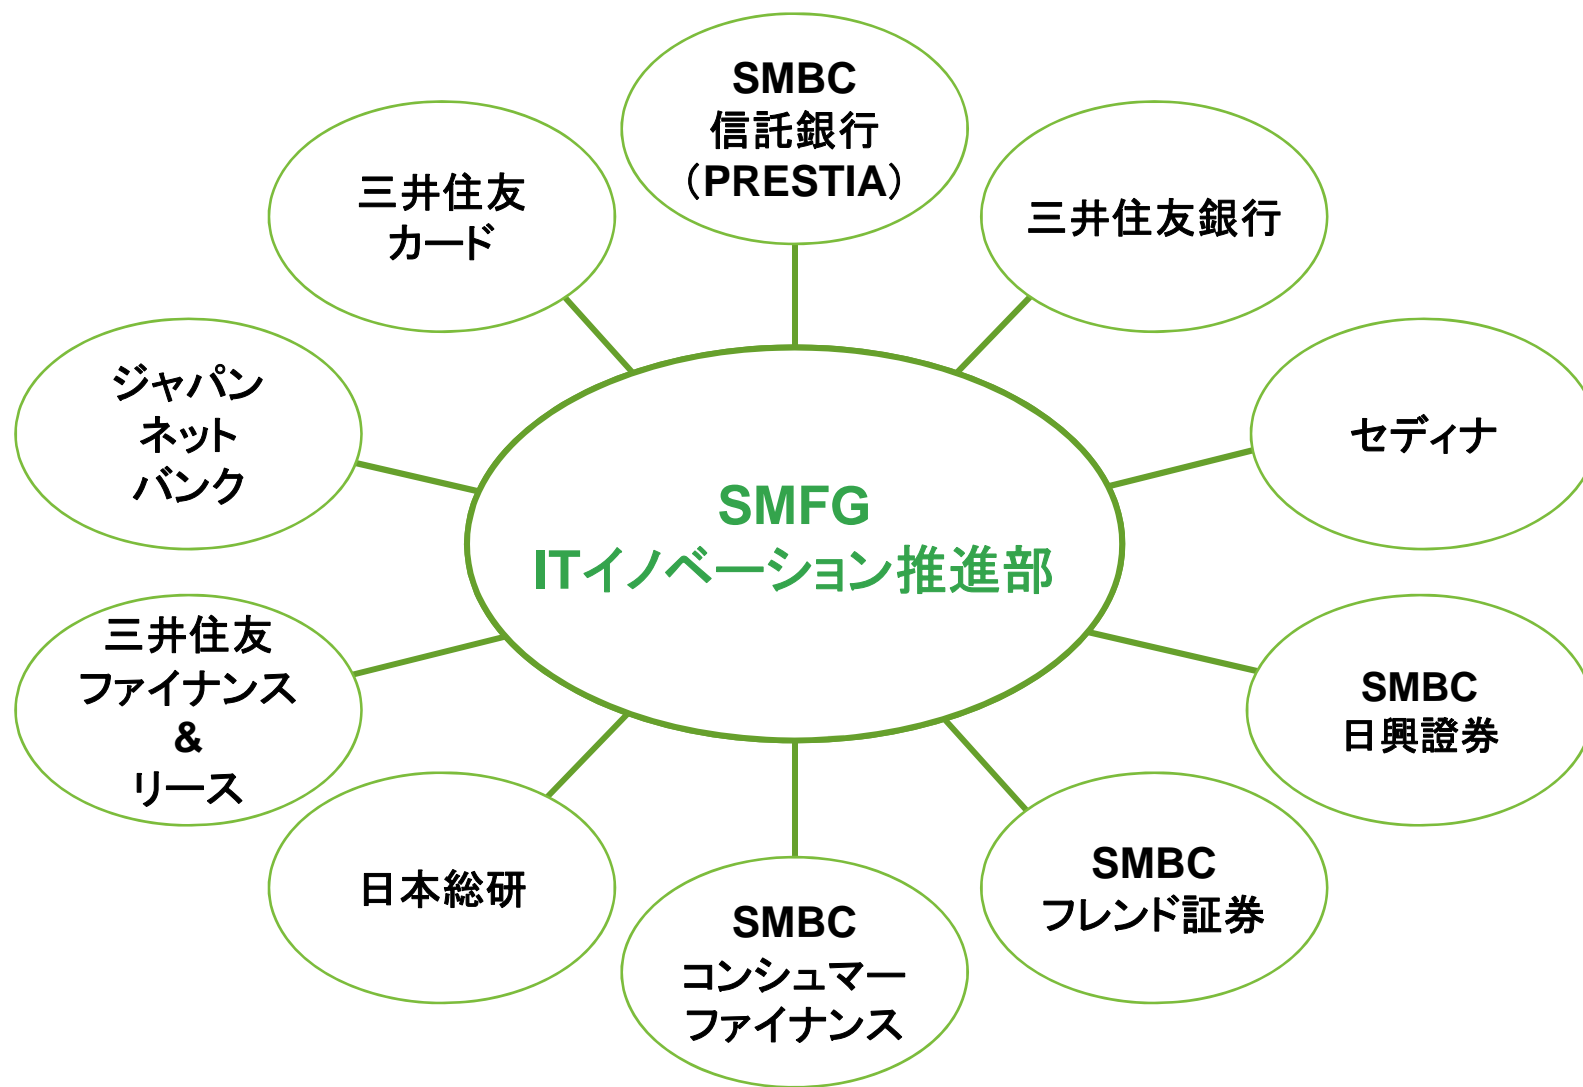 SMBC
信託銀行
（PRESTIA）
三井住友
カード
三井住友銀行
ジャパン
ネット
バンク
セディナ
SMFG
ITイノベーション推進部
三井住友
ファイナンス
&
リース
SMBC
日興證券
日本総研
SMBC
フレンド証券
SMBC
コンシュマー
ファイナンス